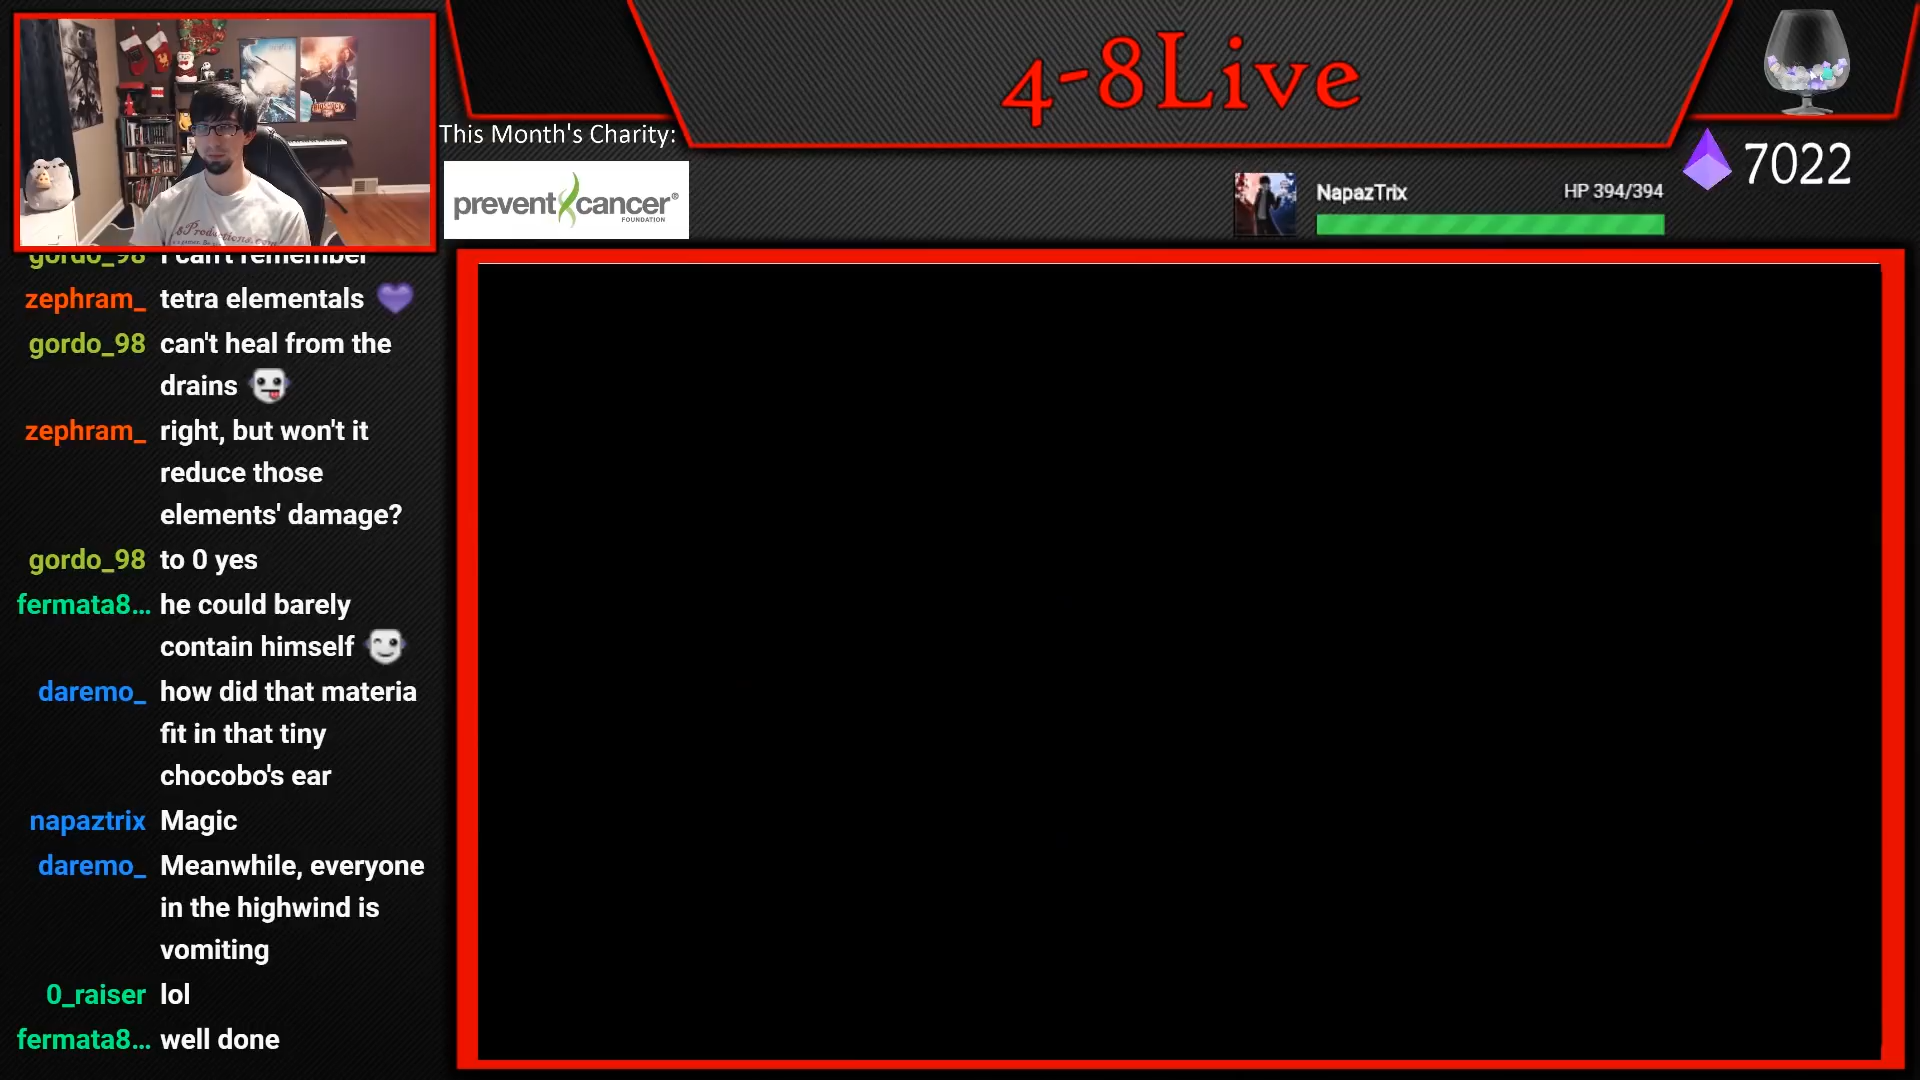 4-8Live
This Month's Charity:
prevent cancer®
FOUNDATION
NapazTrix HP 394/394
7022
gordo_98 I can't remember
zephram_ tetra elementals
gordo_98 can't heal from the
drains
zephram_ right, but won't it
reduce those
elements' damage?
gordo_98 to 0 yes
fermata8... he could barely
contain himself
daremo_ how did that materia
fit in that tiny
chocobo's ear
napaztrix Magic
daremo_ Meanwhile, everyone
in the highwind is
vomiting
0_raiser lol
fermata8... well done